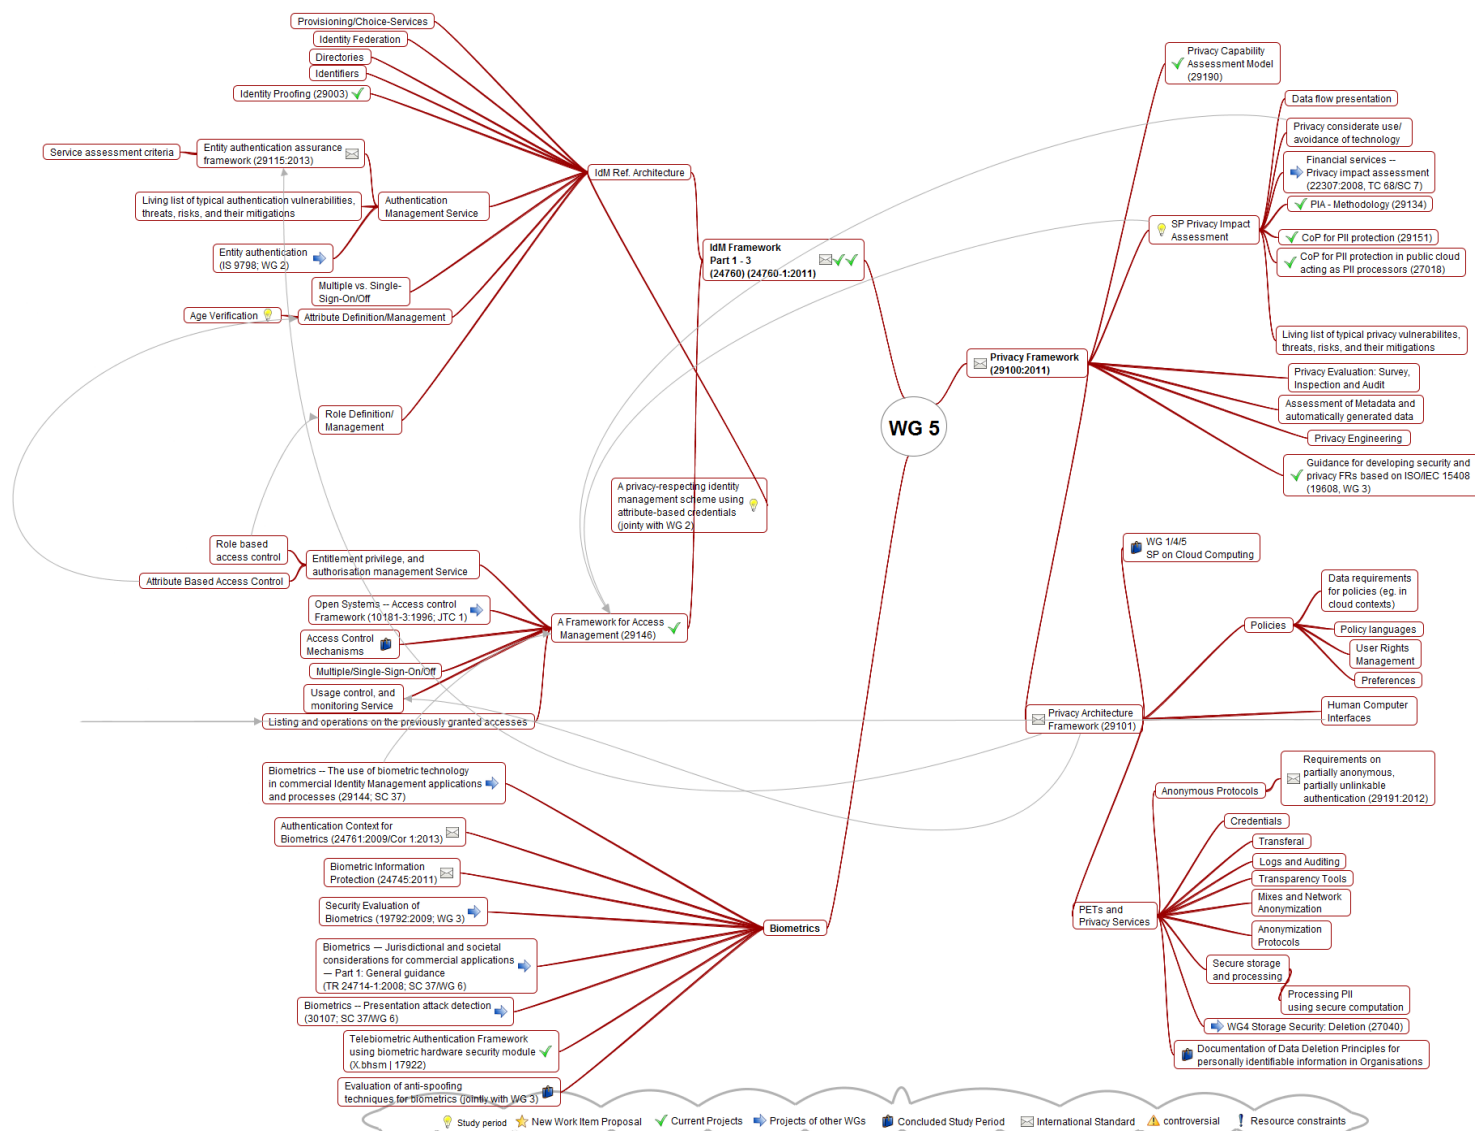 Provisioning/Choice-Services
Identity Federation
Directories
Identifiers
Identity Proofing (29003)
Service assessment criteria
Entity authentication assurance
framework (29115:2013)
Living list of typical authentication vulnerabilities,
threats, risks, and their mitigations
Entity authentication
(IS 9798; WG 2)
Authentication
Management Service
Multiple vs. Single-
Sign-On/Off
Age Verification
Attribute Definition/Management
Role Definition/
Management
IdM Ref. Architecture
IdM Framework
Part 1 - 3
(24760) (24760-1:2011)
A privacy-respecting identity
management scheme using
attribute-based credentials
(jointy with WG 2)
Role based
access control
Attribute Based Access Control
Entitlement privilege, and
authorisation management Service
Open Systems -- Access control
Framework (10181-3:1996; JTC 1)
Access Control
Mechanisms
Multiple/Single-Sign-On/Off
Usage control, and
monitoring Service
Listing and operations on the previously granted accesses
A Framework for Access
Management (29146)
WG 5
Biometrics -- The use of biometric technology
in commercial Identity Management applications
and processes (29144; SC 37)
Authentication Context for
Biometrics (24761:2009/Cor 1:2013)
Biometric Information
Protection (24745:2011)
Security Evaluation of
Biometrics (19792:2009; WG 3)
Biometrics --- Jurisdictional and societal
considerations for commercial applications
--- Part 1: General guidance
(TR 24714-1:2008; SC 37/WG 6)
Biometrics -- Presentation attack detection
(30107; SC 37/WG 6)
Telebiometric Authentication Framework
using biometric hardware security module
(X.bhsm | 17922)
Evaluation of anti-spoofing
techniques for biometrics (jointly with WG 3)
Biometrics
Privacy Framework
(29100:2011)
Privacy Capability
Assessment Model
(29190)
SP Privacy Impact
Assessment
Data flow presentation
Privacy considerate use/
avoidance of technology
Financial services --
Privacy impact assessment
(22307:2008, TC 68/SC 7)
PIA - Methodology (29134)
CoP for PII protection (29151)
CoP for PII protection in public cloud
acting as PII processors (27018)
Living list of typical privacy vulnerabilites,
threats, risks, and their mitigations
Privacy Evaluation: Survey,
Inspection and Audit
Assessment of Metadata and
automatically generated data
Privacy Engineering
Guidance for developing security and
privacy FRs based on ISO/IEC 15408
(19608, WG 3)
WG 1/4/5
SP on Cloud Computing
Privacy Architecture
Framework (29101)
Policies
Data requirements
for policies (eg. in
cloud contexts)
Policy languages
User Rights
Management
Preferences
Human Computer
Interfaces
PETs and
Privacy Services
Anonymous Protocols
Requirements on
partially anonymous,
partially unlinkable
authentication (29191:2012)
Credentials
Transferal
Logs and Auditing
Transparency Tools
Mixes and Network
Anonymization
Anonymization
Protocols
Secure storage
and processing
Processing PII
using secure computation
WG4 Storage Security: Deletion (27040)
Documentation of Data Deletion Principles for
personally identifiable information in Organisations
Study period
New Work Item Proposal
Current Projects
Projects of other WGs
Concluded Study Period
International Standard
controversial
Resource constraints